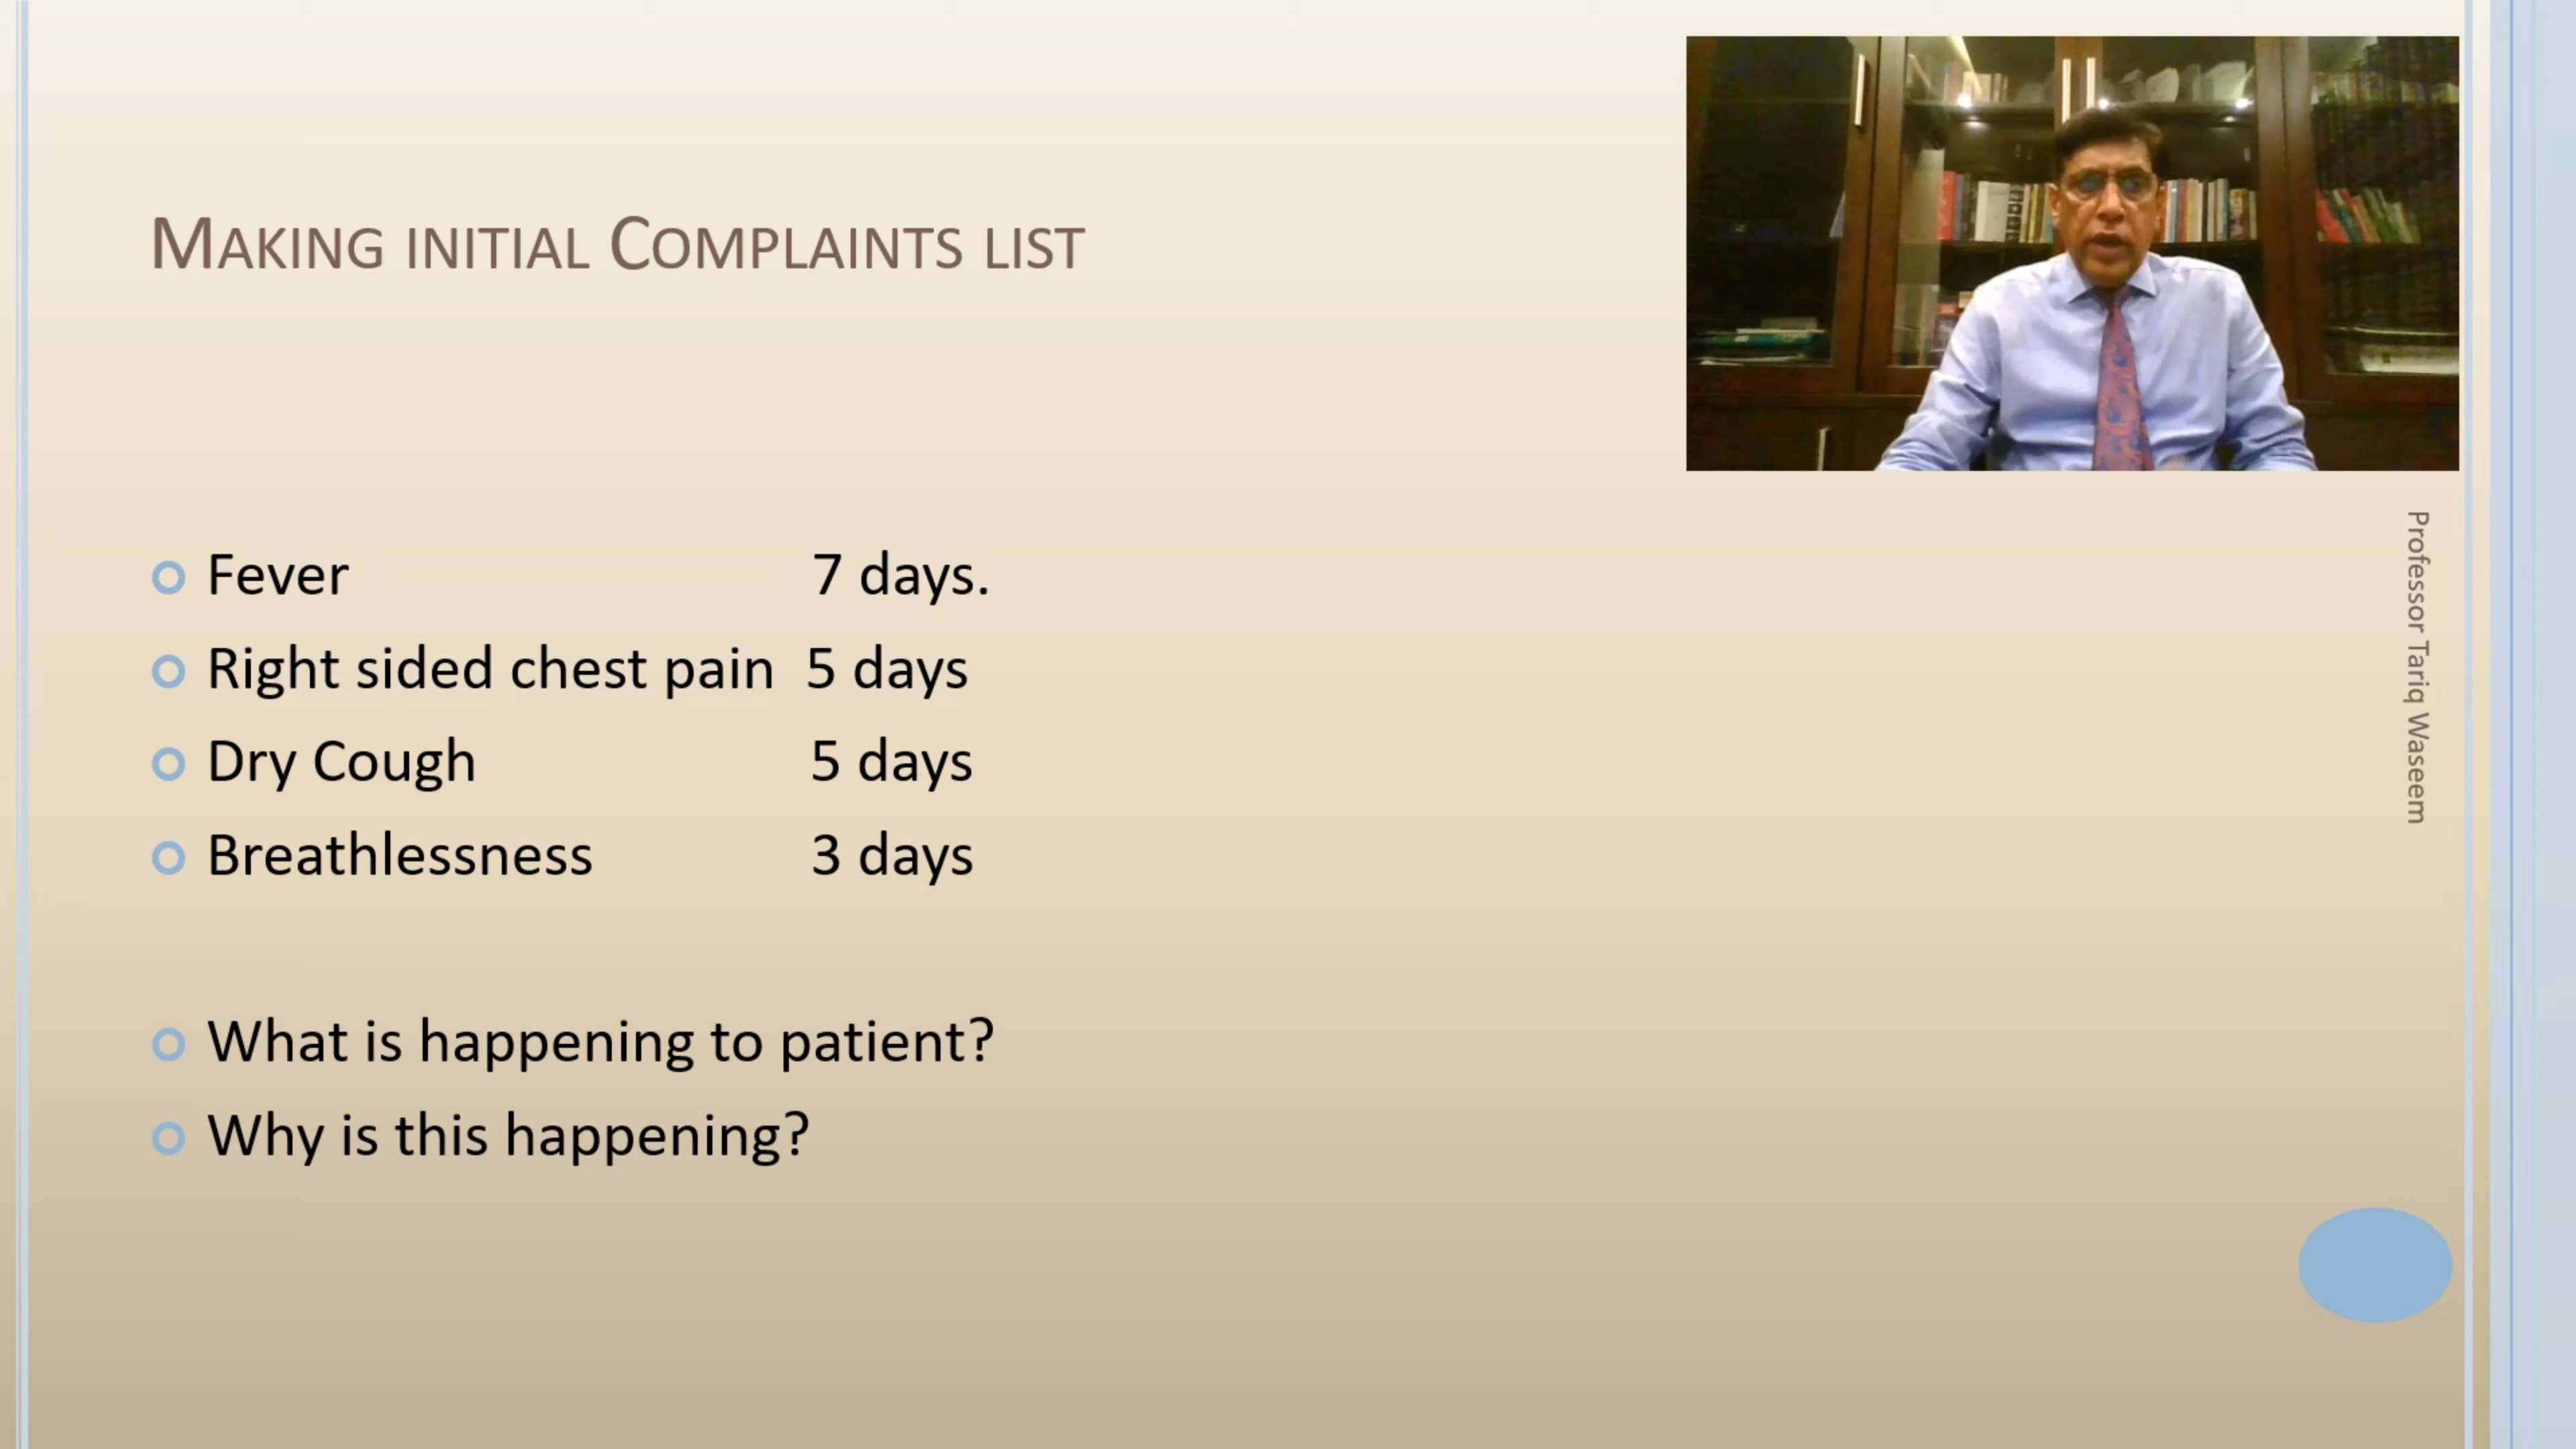 Making initial Complaints list
Fever 7 days.
Right sided chest pain 5 days
Dry Cough 5 days
Breathlessness 3 days
What is happening to patient?
Why is this happening?
Professor Tariq Waseem